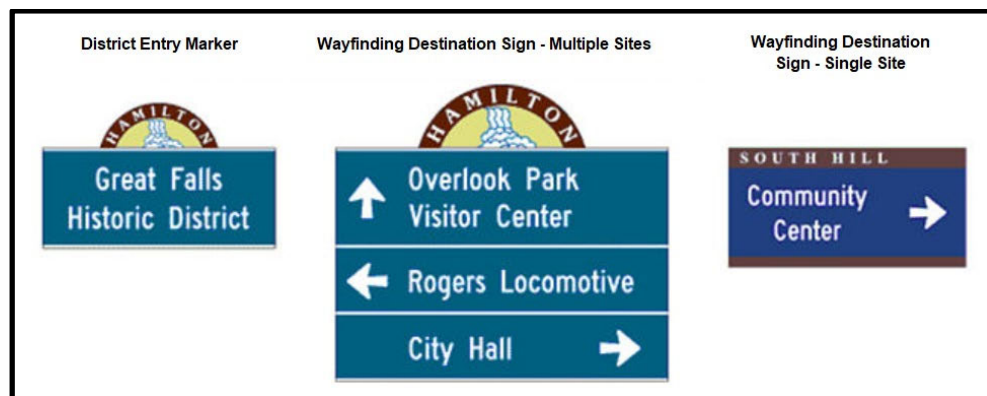 District Entry Marker
Wayfinding Destination Sign - Multiple Sites
Wayfinding Destination
Sign - Single Site
HAMILTON
Great Falls
Historic District
HAMILTON
Overlook Park
Visitor Center
Rogers Locomotive
City Hall
SOUTH HILL
Community
Center